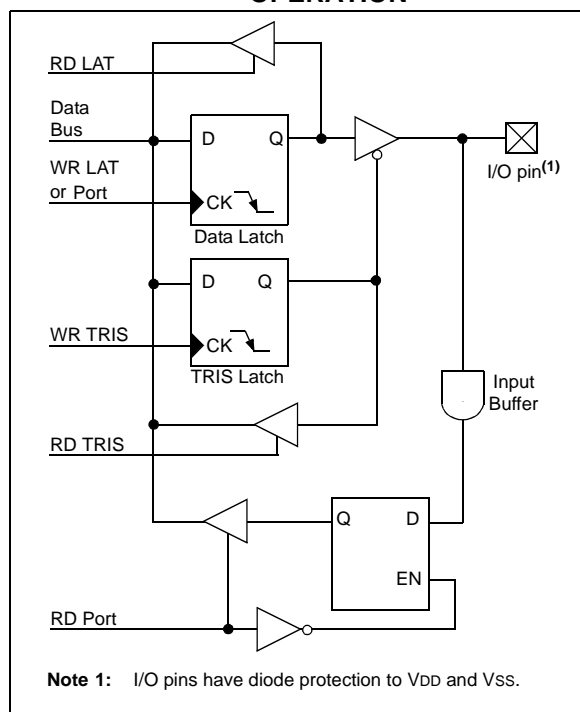 OPERATION
RD LAT
Data
Bus
D Q
I/O pin(1)
WR LAT
or Port
CK
Data Latch
D Q
WR TRIS
CK
TRIS Latch
Input
Buffer
RD TRIS
Q D
EN
RD Port
Note 1: I/O pins have diode protection to VDD and VSS.